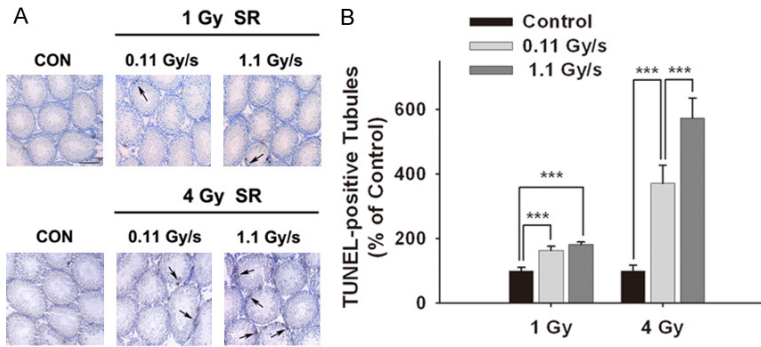 A
1 Gy SR
CON
0.11 Gy/s
1.1 Gy/s
4 Gy SR
CON
0.11 Gy/s
1.1 Gy/s
B
Control
0.11 Gy/s
1.1 Gy/s
TUNEL-positive Tubules
(% of Control)
600
400
200
0
***
***
***
***
1 Gy
4 Gy